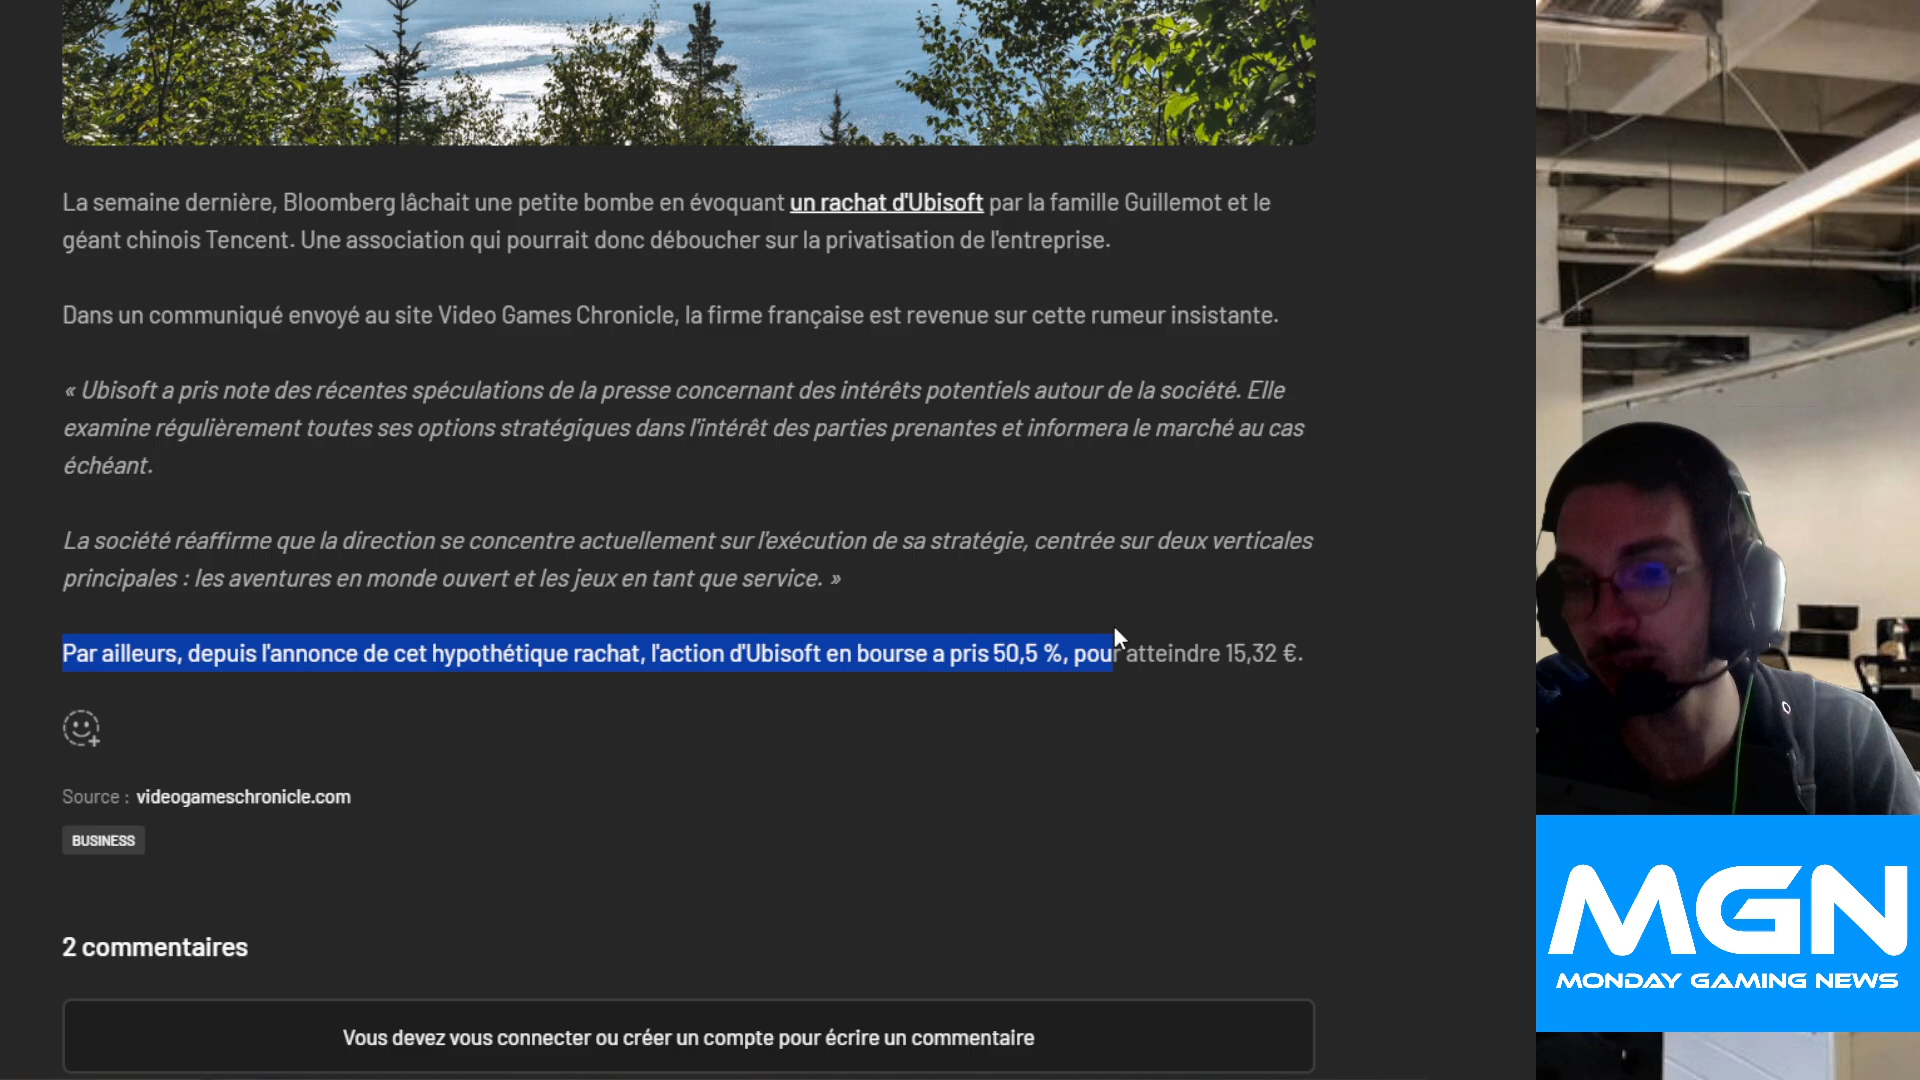 La semaine dernière, Bloomberg lâchait une petite bombe en évoquant un rachat d'Ubisoft par la famille Guillemot et le
géant chinois Tencent. Une association qui pourrait donc déboucher sur la privatisation de l'entreprise.
Dans un communiqué envoyé au site Video Games Chronicle, la firme française est revenue sur cette rumeur insistante.
« Ubisoft a pris note des récentes spéculations de la presse concernant des intérêts potentiels autour de la société. Elle
examine régulièrement toutes ses options stratégiques dans l'intérêt des parties prenantes et informera le marché au cas
échéant.
La société réaffirme que la direction se concentre actuellement sur l'exécution de sa stratégie, centrée sur deux verticales
principales : les aventures en monde ouvert et les jeux en tant que service. »
Par ailleurs, depuis l'annonce de cet hypothétique rachat, l'action d'Ubisoft en bourse a pris 50,5 %, pour atteindre 15,32 €.
Source : videogameschronicle.com
BUSINESS
2 commentaires
Vous devez vous connecter ou créer un compte pour écrire un commentaire
MGN
MONDAY GAMING NEWS